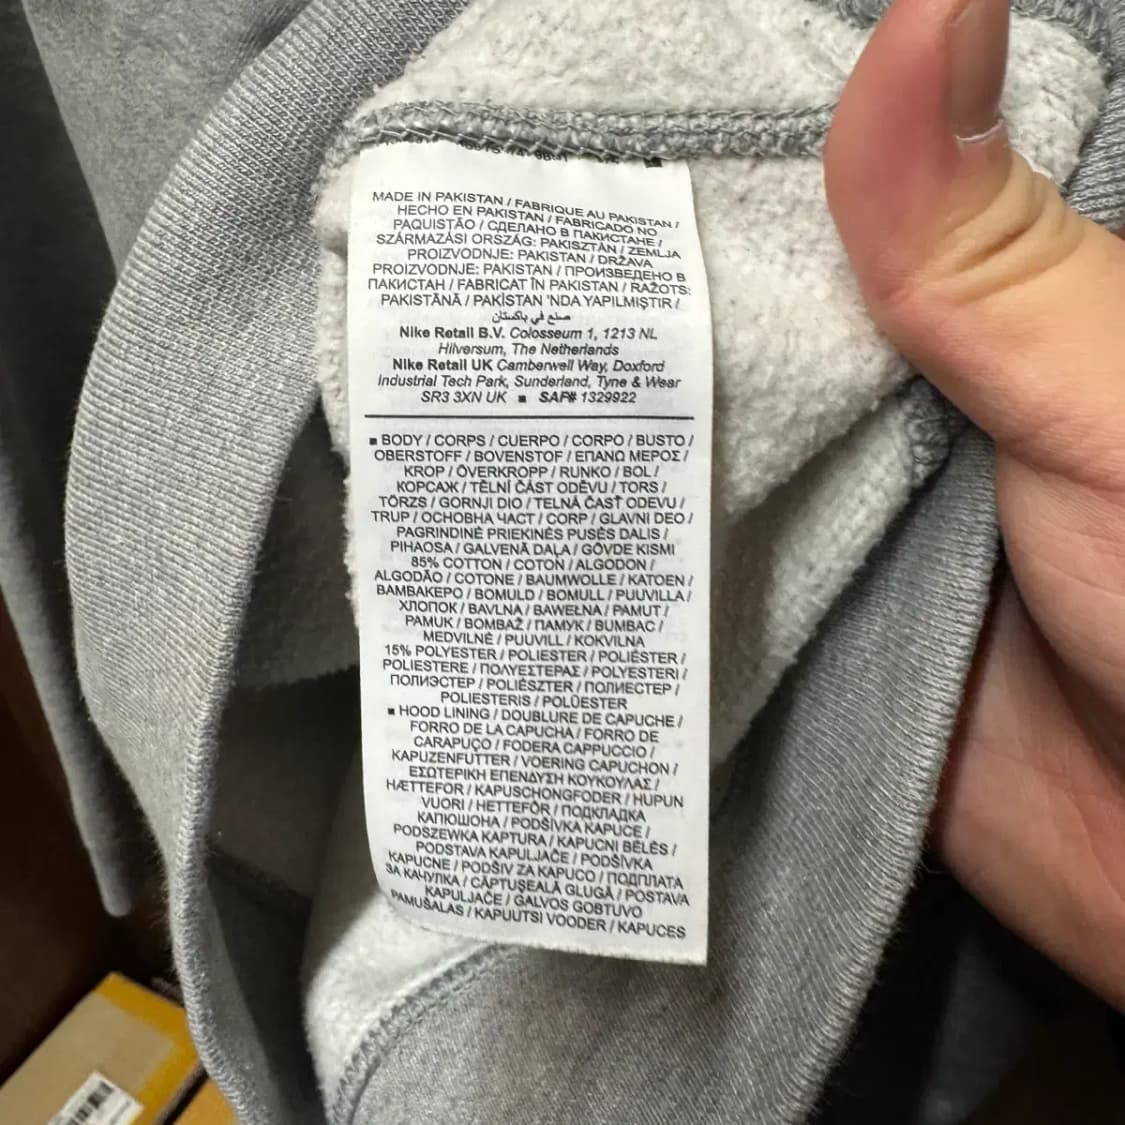 MADE IN PAKISTAN / FABRIQUE AU PAKISTAN /
HECHO EN PAKISTAN / FABRICADO NO
PAQUISTÃO / СДЕЛАНО В ПАКИСТАНЕ /
SZÁRMAZÁSI ORSZÁG: PAKISZTÁN / ZEMLJA
PROIZVODNJE: PAKISTAN / DRŽAVA
PROIZVODNJE: PAKISTAN / ПРОИЗВЕДЕНО В
ПАКИСТАН / FABRICAT ÎN PAKISTAN / RAŽOTS:
PAKISTĀNĀ / PAKİSTAN 'NDA YAPILMIŞTIR /
صنع في باكستان
Nike Retail B.V. Colosseum 1, 1213 NL
Hilversum, The Netherlands
Nike Retail UK Camberwell Way, Doxford
Industrial Tech Park, Sunderland, Tyne & Wear
SR3 3XN UK ▪ SAF# 1329922
▪ BODY / CORPS / CUERPO / CORPO / BUSTO /
OBERSTOFF / BOVENSTOF / ΕΠΑΝΩ ΜΕΡΟΣ /
KROP / ÖVERKROPP / RUNKO / BOL /
КОРСАЖ / TĚLNÍ ČÁST ODĚVU / TORS /
TÖRZS / GORNJI DIO / TELNÁ ČASŤ ODEVU /
TRUP / ОСНОВНА ЧАСТ / CORP / GLAVNI DEO /
PAGRINDINĖ PRIEKINĖS PUSĖS DALIS /
PIHAOSA / GALVENĀ DAĻA / GÖVDE KISMI
85% COTTON / COTON / ALGODON /
ALGODÃO / COTONE / BAUMWOLLE / KATOEN /
ΒΑΜΒΑΚΕΡΟ / BOMULD / BOMULL / PUUVILLA /
ХЛОПОК / BAVLNA / BAWEŁNA / PAMUT /
PAMUK / BOMBAŽ / ПАМУК / BUMBAC /
MEDVILNĖ / PUUVILL / KOKVILNA
15% POLYESTER / POLIESTER / POLIÉSTER /
POLIESTERE / ΠΟΛΥΕΣΤΕΡΑΣ / POLYESTERI /
ПОЛИЭСТЕР / POLIÉSZTER / ПОЛИЕСТЕР /
POLIESTERIS / POLÜESTER
▪ HOOD LINING / DOUBLURE DE CAPUCHE /
FORRO DE LA CAPUCHA / FORRO DE
CARAPUÇO / FODERA CAPPUCCIO /
KAPUZENFUTTER / VOERING CAPUCHON /
ΕΣΩΤΕΡΙΚΗ ΕΠΕΝΔΥΣΗ ΚΟΥΚΟΥΛΑΣ /
HÆTTEFOR / KAPUSCHONGFODER / HUPUN
VUORI / HETTEFÔR / ПОДКЛАДКА
КАПЮШОНА / PODŠÍVKA KAPUCE /
PODSZEWKA KAPTURA / KAPUCNI BÉLÉS /
PODSTAVA KAPULJAČE / PODŠÍVKA
KAPUCNE / PODŠIV ZA KAPUCO / ПОДПЛАТА
ЗА КАЧУЛКА / CĂPTUŞEALĂ GLUGĂ / POSTAVA
KAPULJAČE / GALVOS GOBTUVO
PAMUŠALAS / KAPUUTSI VOODER / KAPUCES